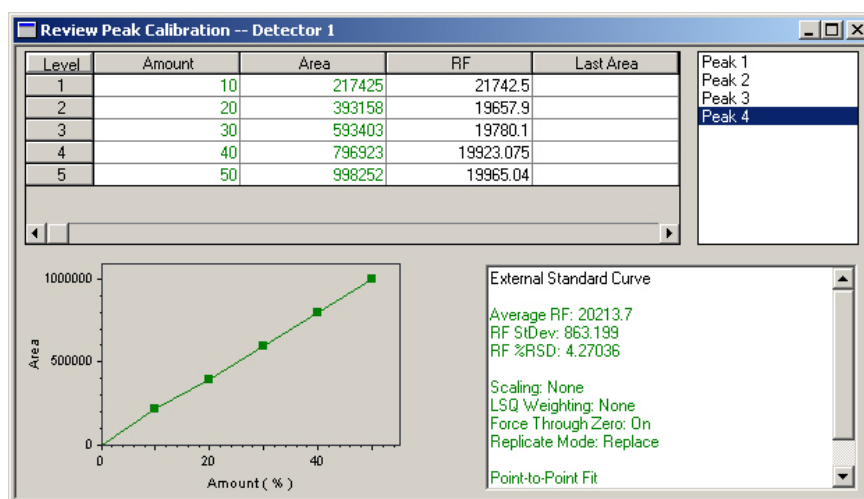 Review Peak Calibration -- Detector 1
Level Amount Area RF Last Area
1 10 217425 21742.5
2 20 393158 19657.9
3 30 593403 19780.1
4 40 796923 19923.075
5 50 998252 19965.04
Peak 1
Peak 2
Peak 3
Peak 4
1000000
500000
0
Area
0 20 40
Amount ( % )
External Standard Curve
Average RF: 20213.7
RF StDev: 863.199
RF %RSD: 4.27036
Scaling: None
LSQ Weighting: None
Force Through Zero: On
Replicate Mode: Replace
Point-to-Point Fit